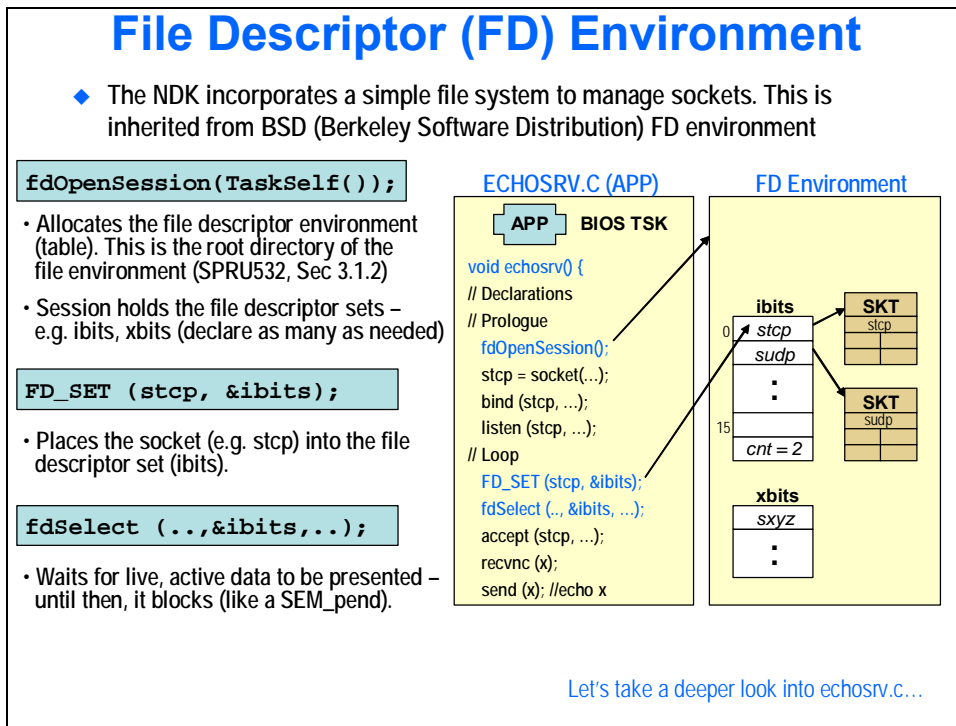 File Descriptor (FD) Environment
◆ The NDK incorporates a simple file system to manage sockets. This is
inherited from BSD (Berkeley Software Distribution) FD environment
fdOpenSession(TaskSelf());
• Allocates the file descriptor environment
(table). This is the root directory of the
file environment (SPRU532, Sec 3.1.2)
• Session holds the file descriptor sets –
e.g. ibits, xbits (declare as many as needed)
FD_SET (stcp, &ibits);
• Places the socket (e.g. stcp) into the file
descriptor set (ibits).
fdSelect (..,&ibits,..);
• Waits for live, active data to be presented –
until then, it blocks (like a SEM_pend).
ECHOSRV.C (APP)
APP BIOS TSK
void echosrv() {
// Declarations
// Prologue
fdOpenSession();
stcp = socket(...);
bind (stcp, ...);
listen (stcp, ...);
// Loop
FD_SET (stcp, &ibits);
fdSelect (.., &ibits, ...);
accept (stcp, ...);
recvnc (x);
send (x); //echo x
FD Environment
ibits
0 stcp
sudp
:
15
cnt = 2
xbits
sxyz
:
SKT
stcp
SKT
sudp
Let's take a deeper look into echosrv.c...